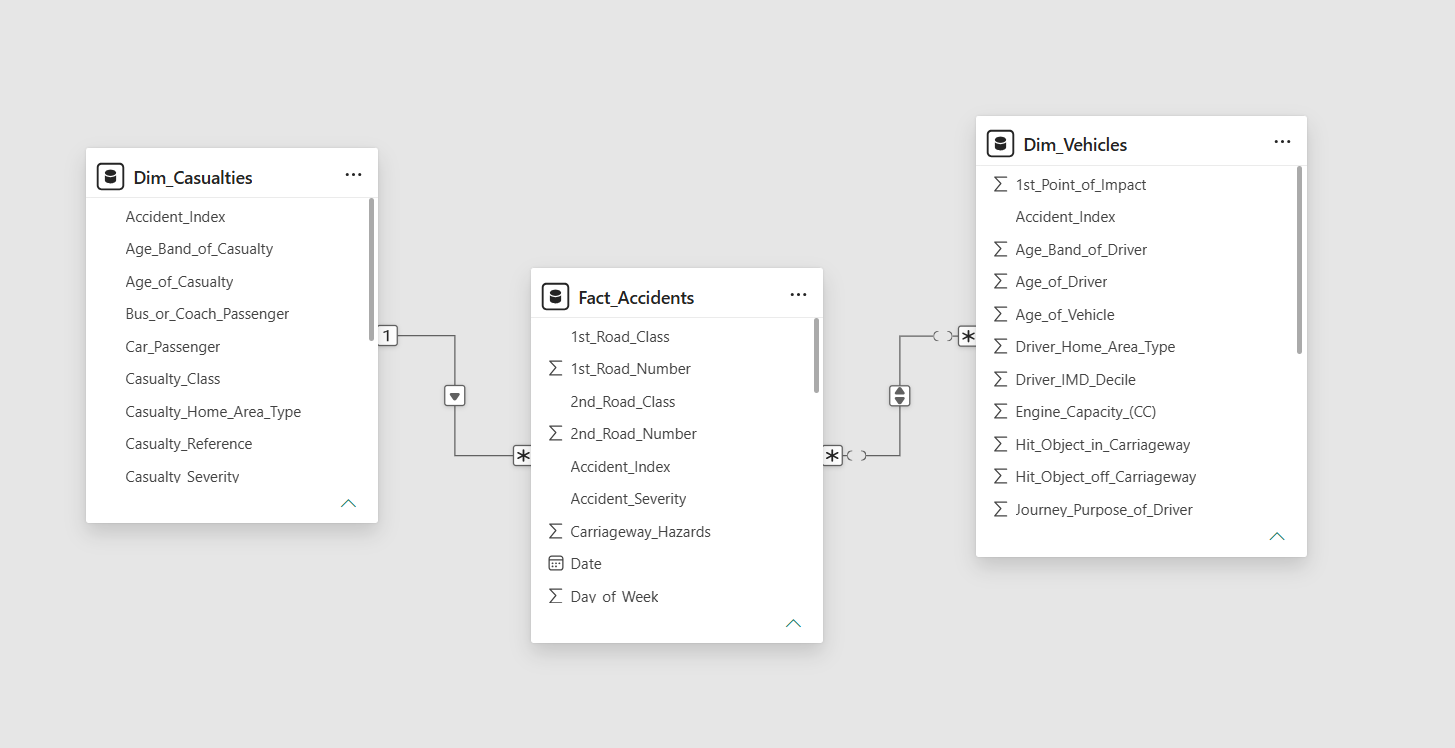 Dim_Casualties
Accident_Index
Age_Band_of_Casualty
Age_of_Casualty
Bus_or_Coach_Passenger
Car_Passenger
Casualty_Class
Casualty_Home_Area_Type
Casualty_Reference
Casualty_Severity
1
*
Fact_Accidents
1st_Road_Class
1st_Road_Number
2nd_Road_Class
2nd_Road_Number
Accident_Index
Accident_Severity
Carriageway_Hazards
Date
Day_of_Week
*
*
Dim_Vehicles
1st_Point_of_Impact
Accident_Index
Age_Band_of_Driver
Age_of_Driver
Age_of_Vehicle
Driver_Home_Area_Type
Driver_IMD_Decile
Engine_Capacity_(CC)
Hit_Object_in_Carriageway
Hit_Object_off_Carriageway
Journey_Purpose_of_Driver